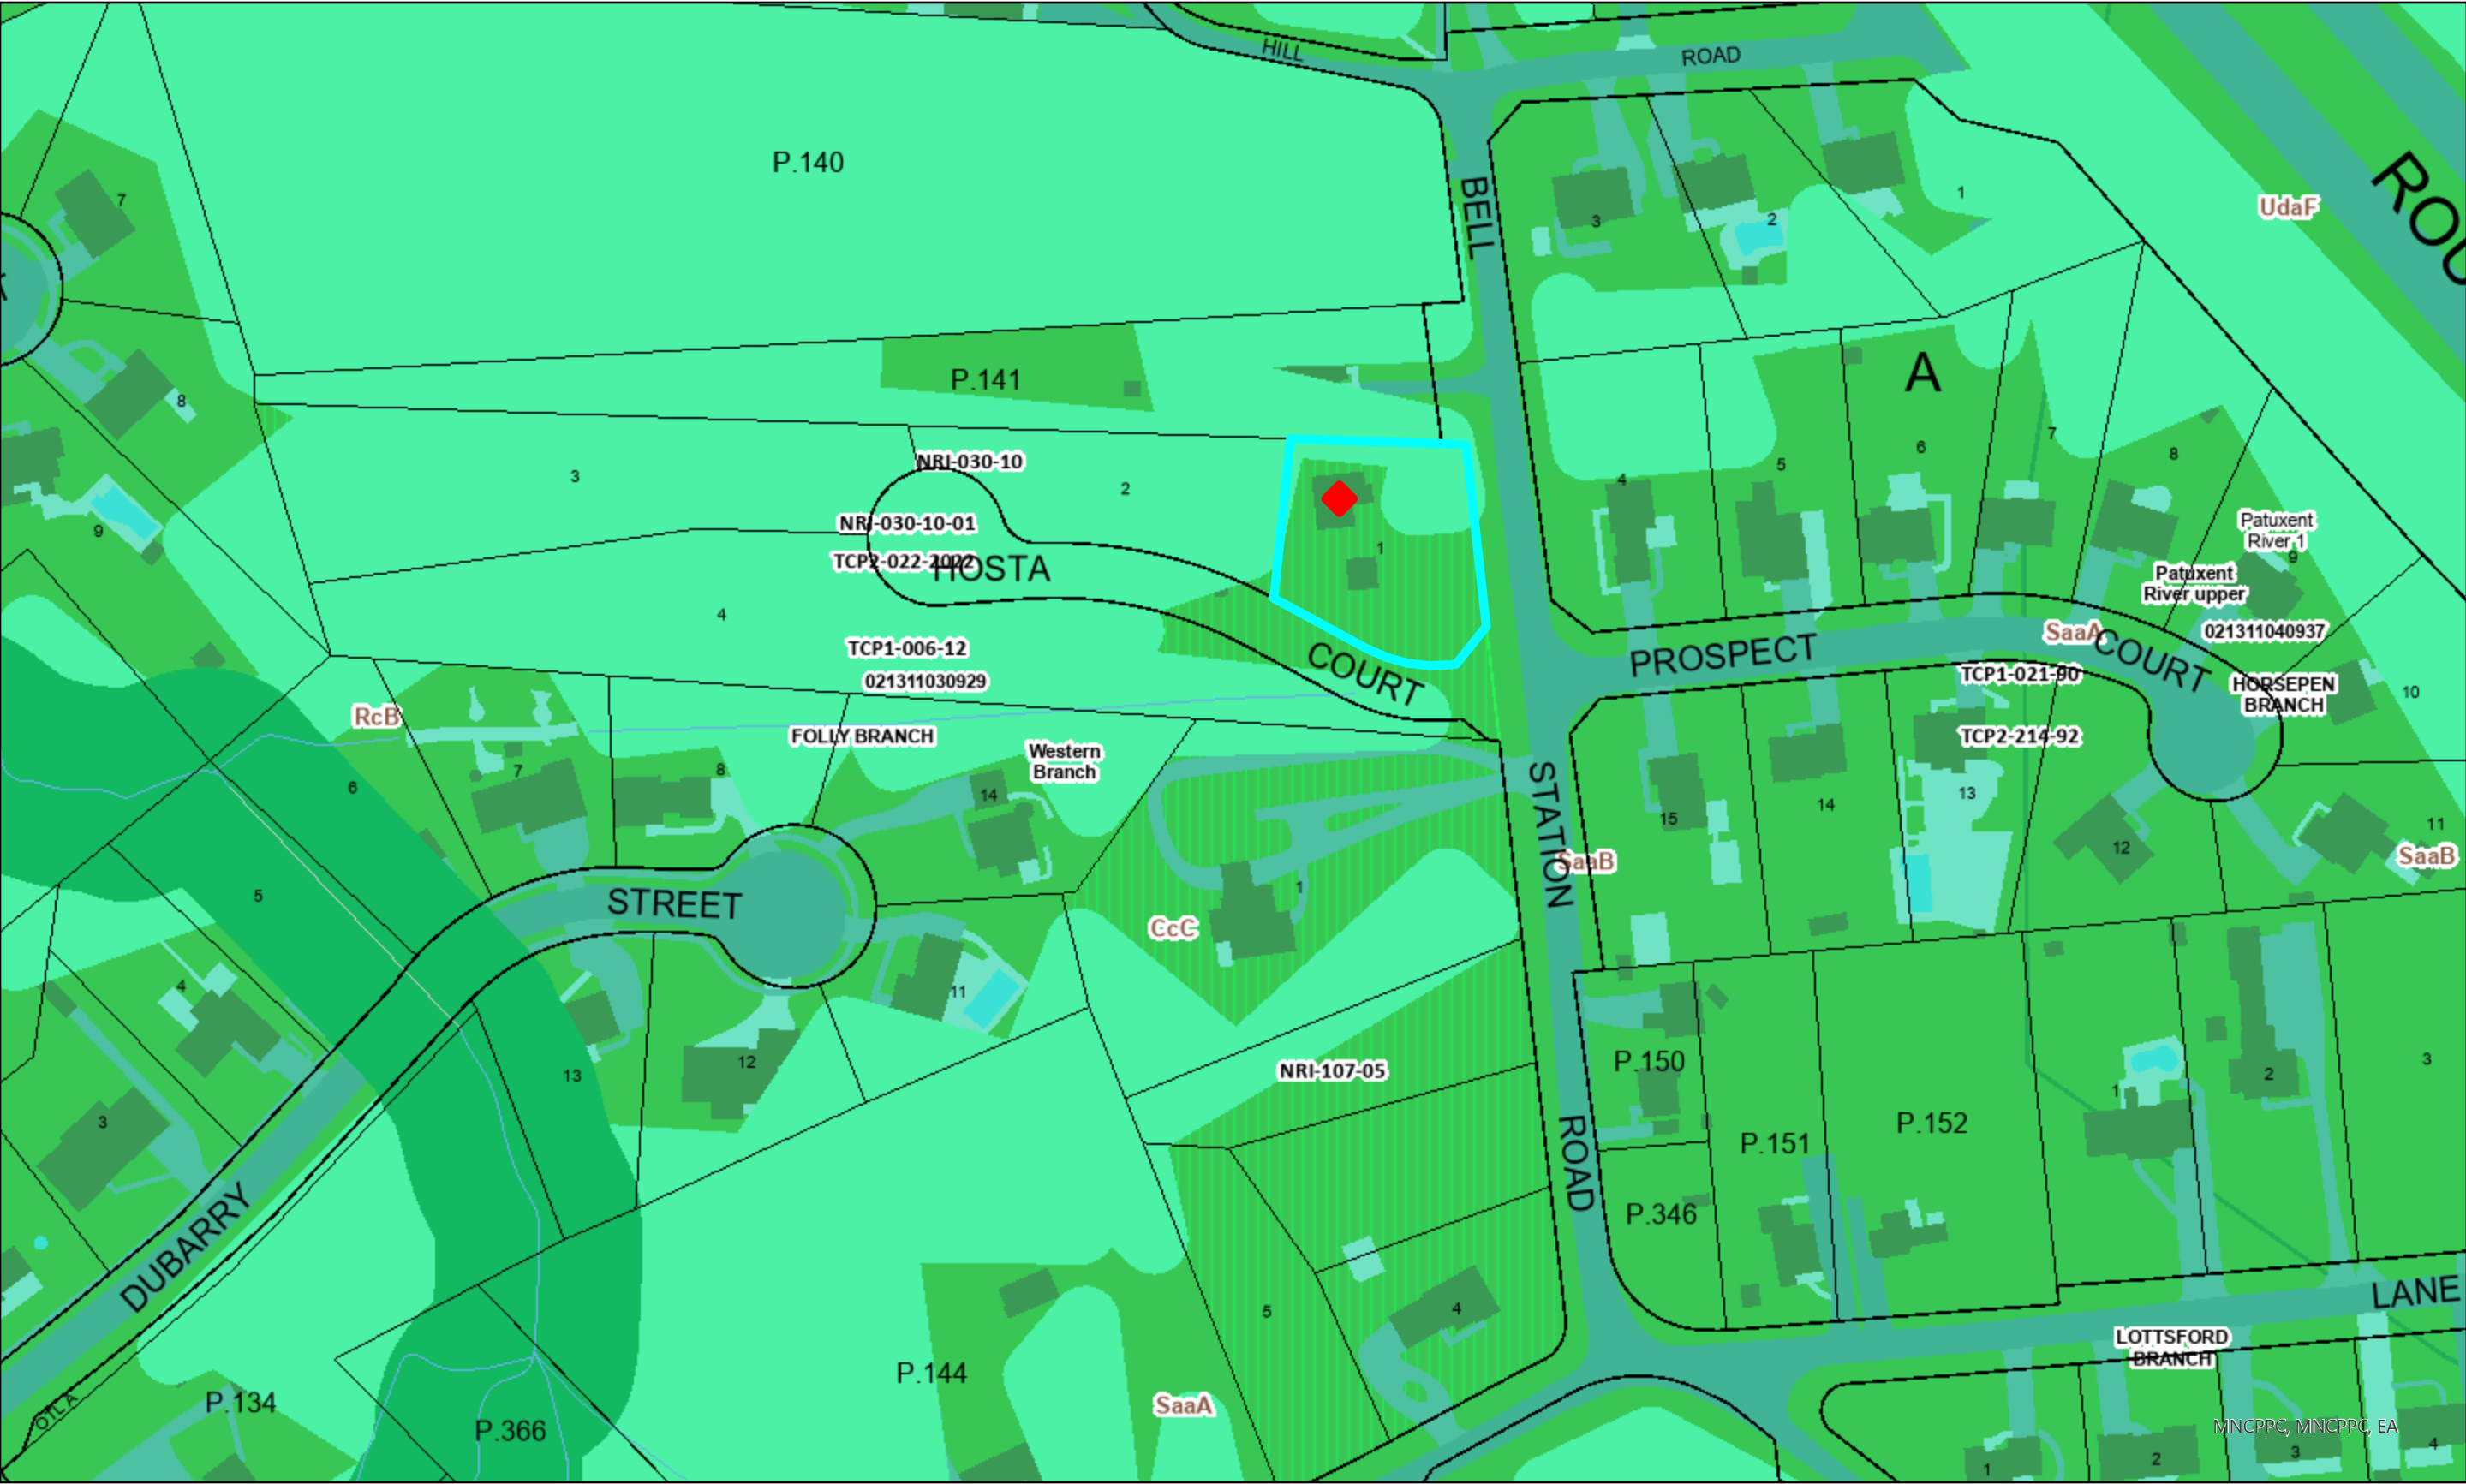 HILL
ROAD
P.140
7
BELL
3
2
1
UdaF
ROU
P.141
A
8
3
NRI-030-10
2
4
5
6
7
8
9
NRI-030-10-01
1
Patuxent
River 1
9
TCP2-022-2022
HOSTA
Patuxent
River upper
4
COURT
PROSPECT
SaaA
COURT
021311040937
TCP1-006-12
021311030929
TCP1-021-90
HORSEPEN
BRANCH
10
RcB
FOLLY BRANCH
Western
Branch
TCP2-214-92
7
8
6
14
STATION
15
14
13
12
11
SaaB
SaaB
5
STREET
1
CcC
4
11
12
13
NRI-107-05
P.150
P.151
P.152
1
2
3
3
ROAD
P.346
DUBARRY
5
4
LANE
LOTTSFORD
BRANCH
P.144
SaaA
P.134
P.366
MNCPPC, MNCPPC, EA
1
2
3
4